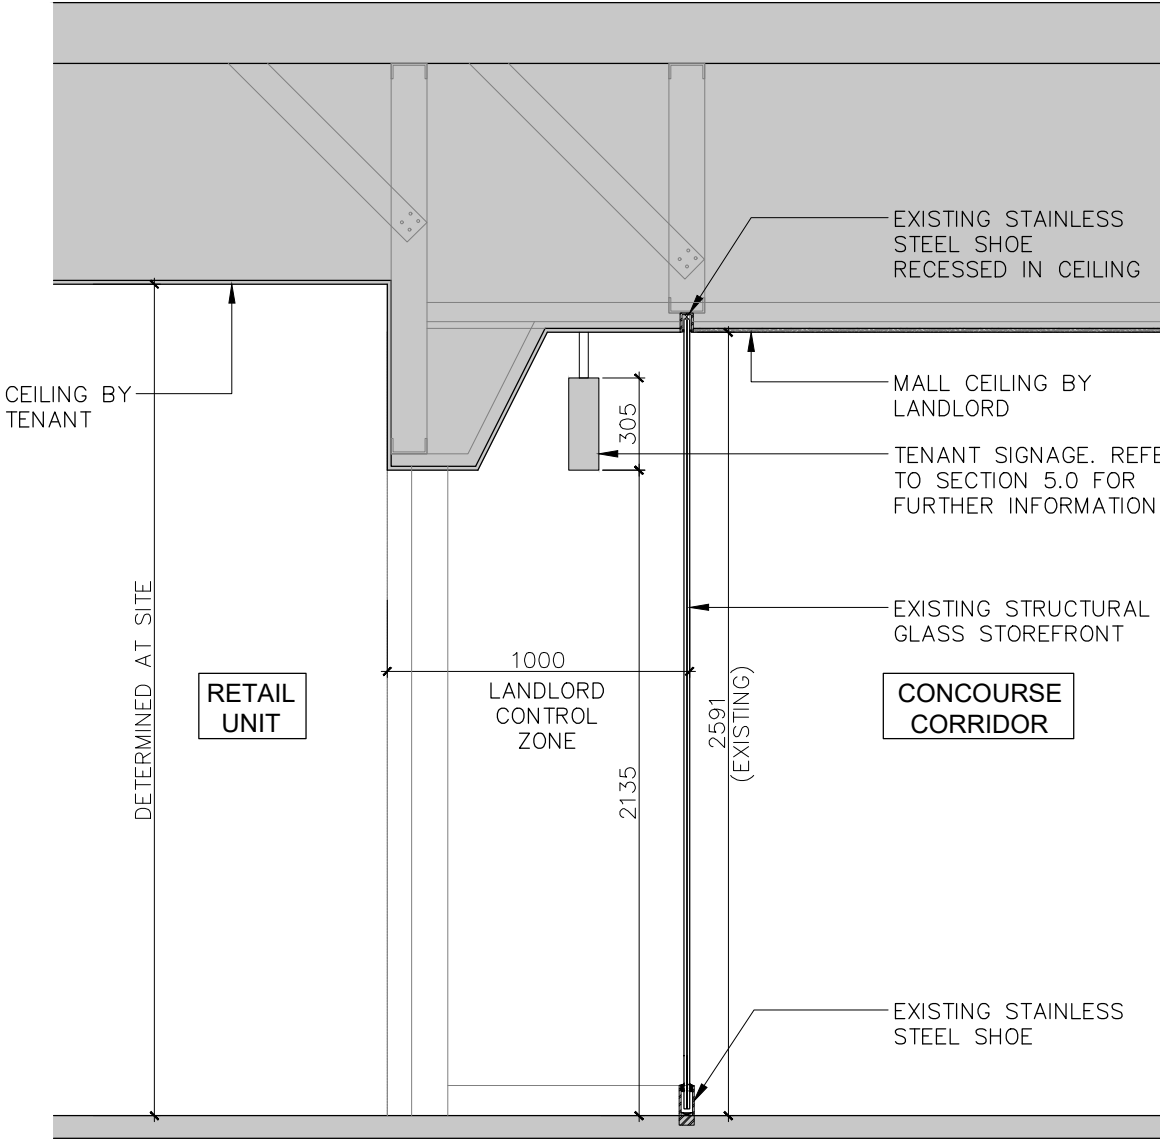 EXISTING STAINLESS
STEEL SHOE
RECESSED IN CEILING
CEILING BY
TENANT
MALL CEILING BY
LANDLORD
305
TENANT SIGNAGE. REFE
TO SECTION 5.0 FOR
FURTHER INFORMATION
DETERMINED AT SITE
EXISTING STRUCTURAL
GLASS STOREFRONT
1000
LANDLORD
CONTROL
ZONE
RETAIL
UNIT
2591
(EXISTING)
CONCOURSE
CORRIDOR
2135
EXISTING STAINLESS
STEEL SHOE